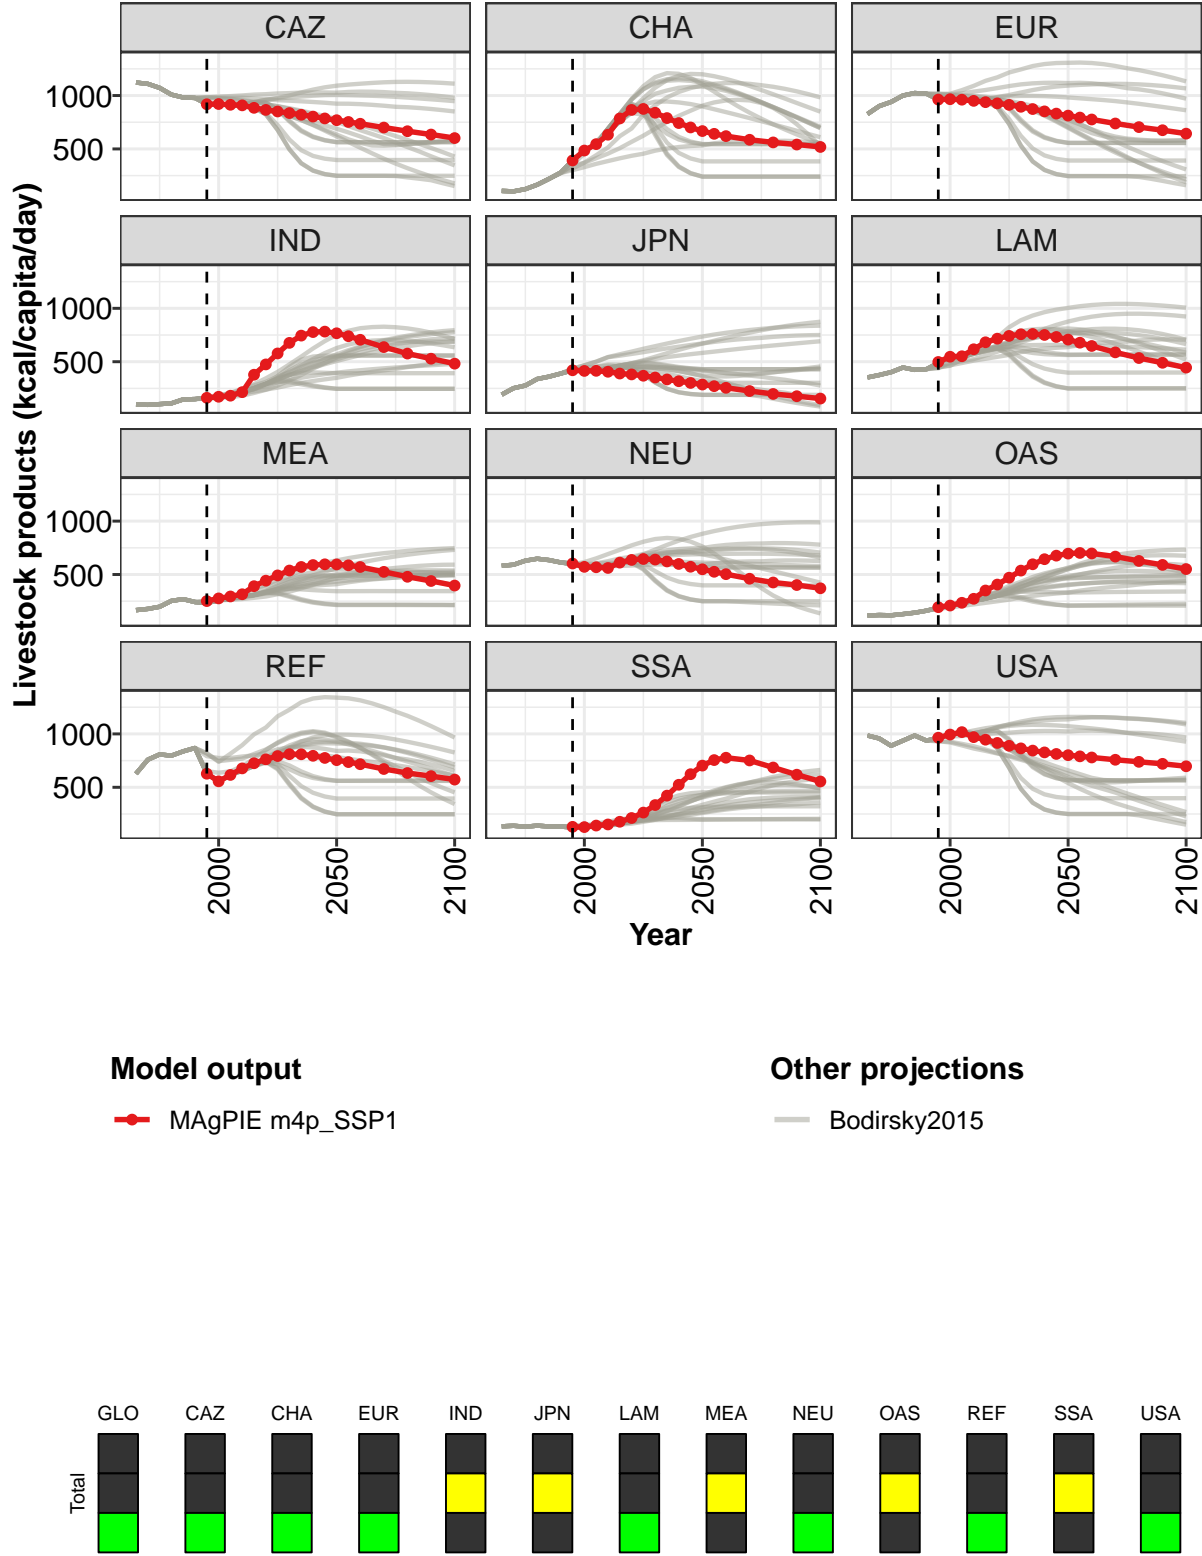 CAZ CHA EUR
1000
500
IND JPN LAM
1000
500
MEA NEU OAS
1000
500
REF SSA USA
1000
500
Livestock products (kcal/capita/day)
2000 2050 2100 2000 2050 2100 2000 2050 2100
Year
Model output
MAgPIE m4p_SSP1
Other projections
Bodirsky2015
GLO CAZ CHA EUR IND JPN LAM MEA NEU OAS REF SSA USA
Total